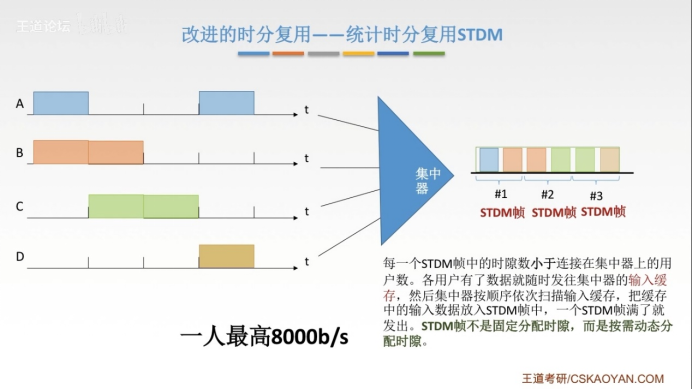 王道论坛
改进的时分复用——统计时分复用STDM
A
t
B
t
C
t
D
t
集中
器
#1
#2
#3
STDM帧
STDM帧
STDM帧
每一个STDM帧中的时隙数小于连接在集中器上的用
户数。各用户有了数据就随时发往集中器的输入缓
存，然后集中器按顺序依次扫描输入缓存，把缓存
中的输入数据放入STDM帧中，一个STDM帧满了就
发出。STDM帧不是固定分配时隙，而是按需动态分
配时隙。
一人最高8000b/s
王道考研/CSKAOYAN.COM